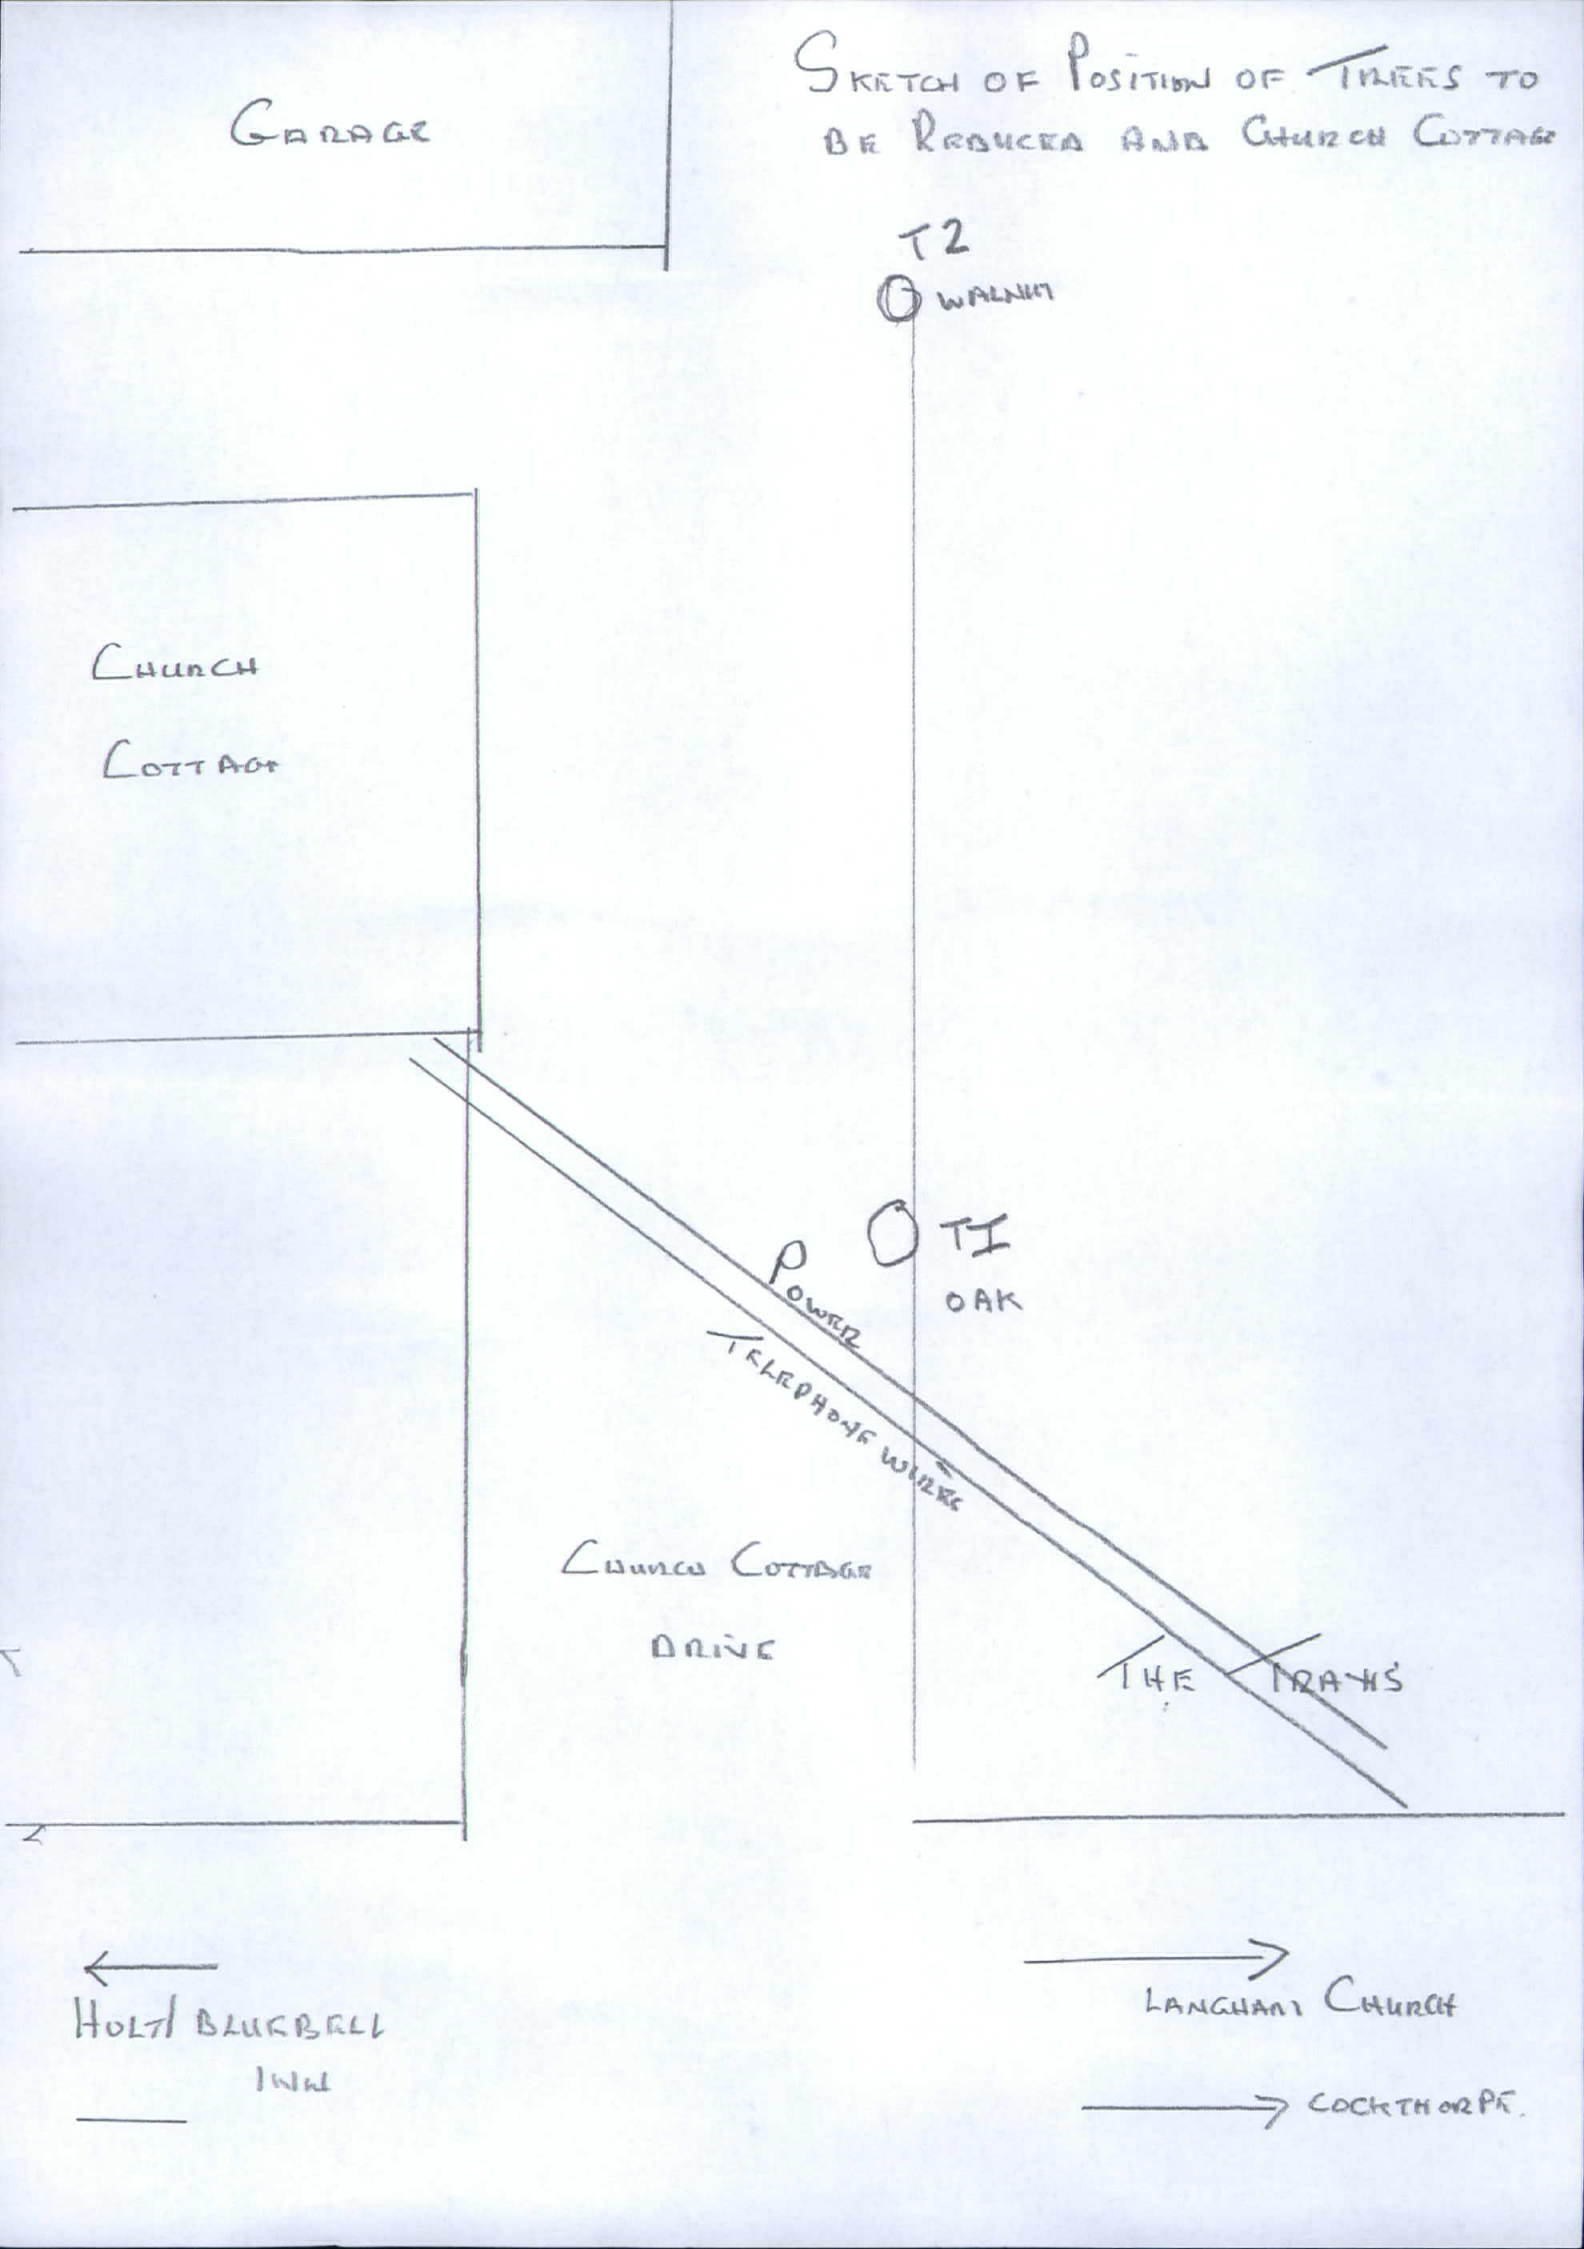 SKETCH OF POSITION OF TREES TO
BE REDUCED AND CHURCH COTTAGE
GARAGE
T2
WALNUT
CHURCH
COTTAGE
T1
OAK
POWER
TELEPHONE WIRES
CHURCH COTTAGE
DRIVE
THE
HOLT/BLUEBELL
INN
LANGHAM CHURCH
COCKTHORPE.